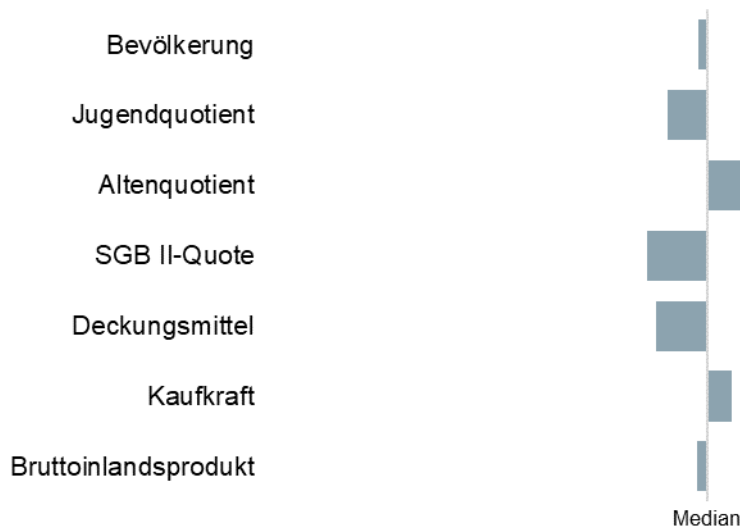 Bevölkerung
Jugendquotient
Altenquotient
SGB II-Quote
Deckungsmittel
Kaufkraft
Bruttoinlandsprodukt
Median